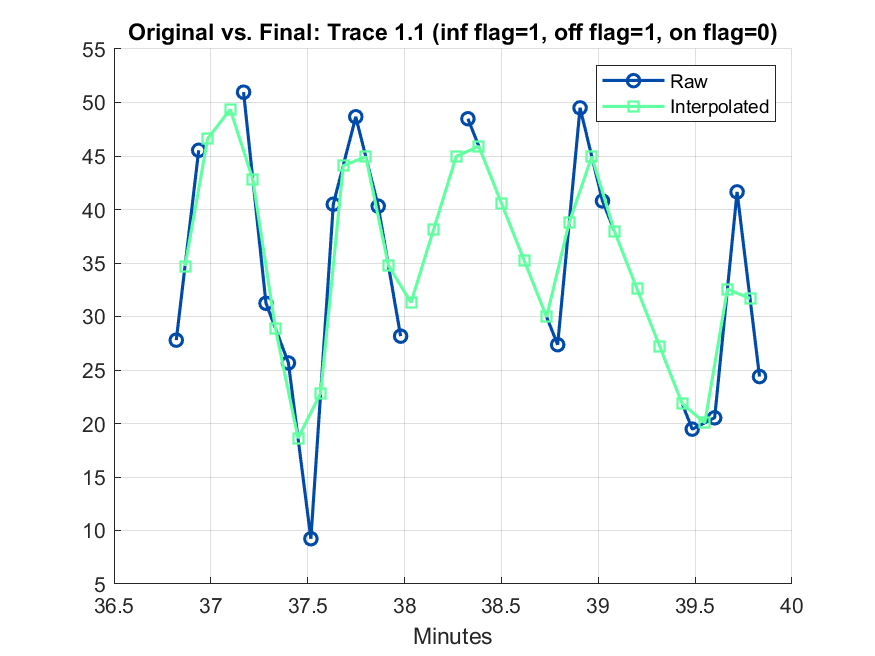 Original vs. Final: Trace 1.1 (inf flag=1, off flag=1, on flag=0)
55
50
45
40
35
30
25
20
15
10
5
Raw
Interpolated
36.5 37 37.5 38 38.5 39 39.5 40
Minutes